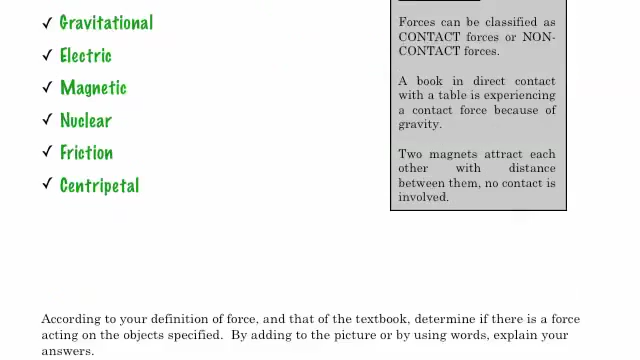 ✓ Gravitational
✓ Electric
✓ Magnetic
✓ Nuclear
✓ Friction
✓ Centripetal
Forces can be classified as
CONTACT forces or NON-
CONTACT forces.
A book in direct contact
with a table is experiencing
a contact force because of
gravity.
Two magnets attract each
other with distance
between them, no contact is
involved.
According to your definition of force, and that of the textbook, determine if there is a force
acting on the objects specified. By adding to the picture or by using words, explain your
answers.